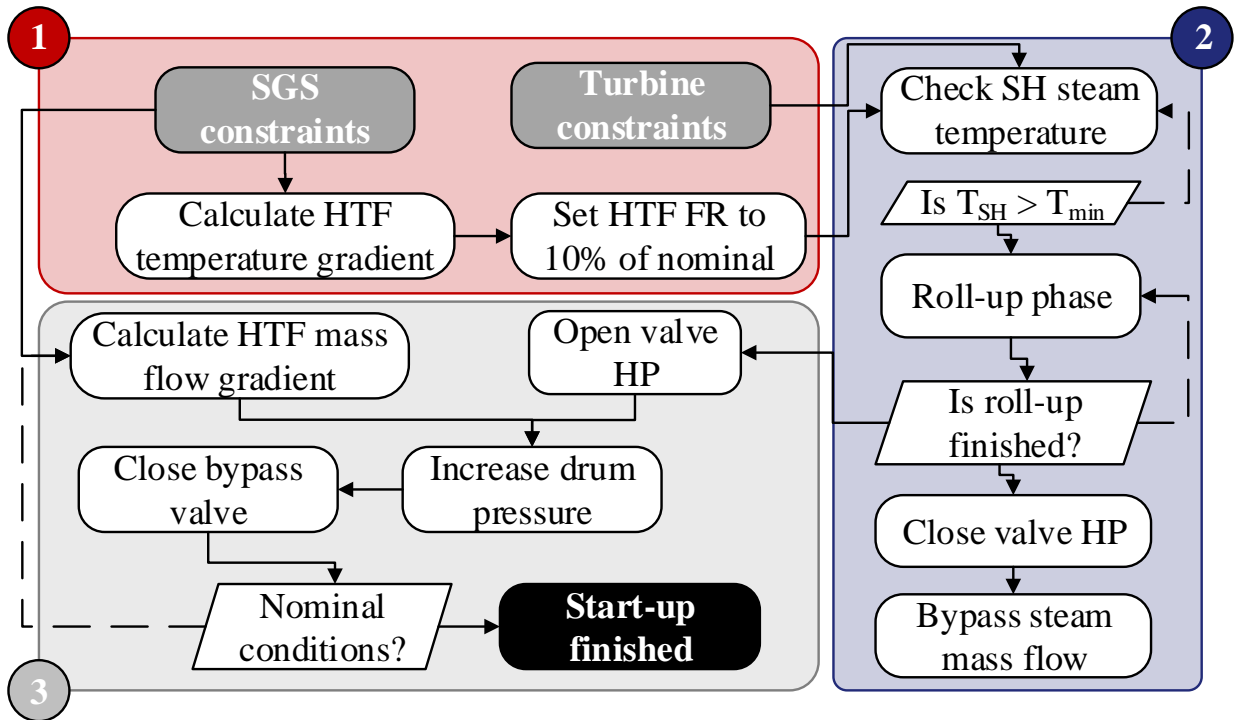 1
SGS
constraints
Turbine
constraints
Calculate HTF
temperature gradient
Set HTF FR to
10% of nominal
2
Check SH steam
temperature
Is T_SH > T_min
Roll-up phase
Is roll-up
finished?
Close valve HP
Bypass steam
mass flow
Calculate HTF mass
flow gradient
Open valve
HP
Close bypass
valve
Increase drum
pressure
Nominal
conditions?
Start-up
finished
3